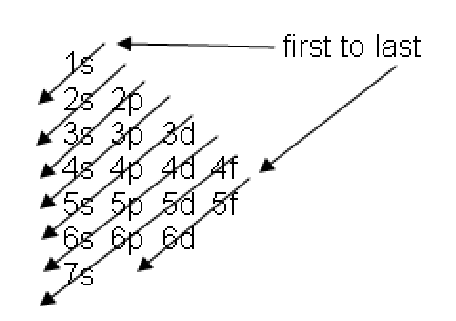 first to last
1s
2s 2p
3s 3p 3d
4s 4p 4d 4f
5s 5p 5d 5f
6s 6p 6d
7s